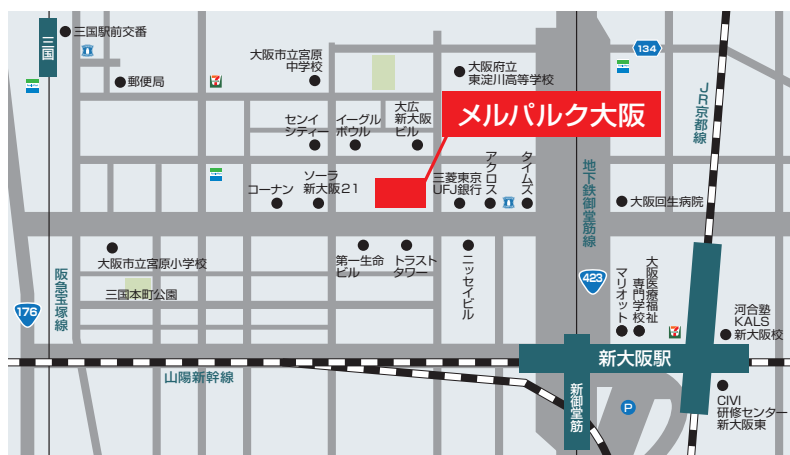 三国
三国駅前交番
郵便局
大阪市立宮原
中学校
大阪府立
東淀川高等学校
134
JR京都線
センイ
シティー
イーグル
ボウル
大広
新大阪
ビル
メルパルク大阪
コーナン
ソーラ
新大阪21
三菱東京
UFJ銀行
アクロス
タイムズ
地下鉄御堂筋線
大阪回生病院
大阪市立宮原小学校
三国本町公園
第一生命
ビル
トラスト
タワー
ニッセイビル
423
マリオット
大阪医療福祉
専門学校
河合塾
KALS
新大阪校
176
阪急宝塚線
山陽新幹線
新大阪駅
新御堂筋
P
CIVI
研修センター
新大阪東